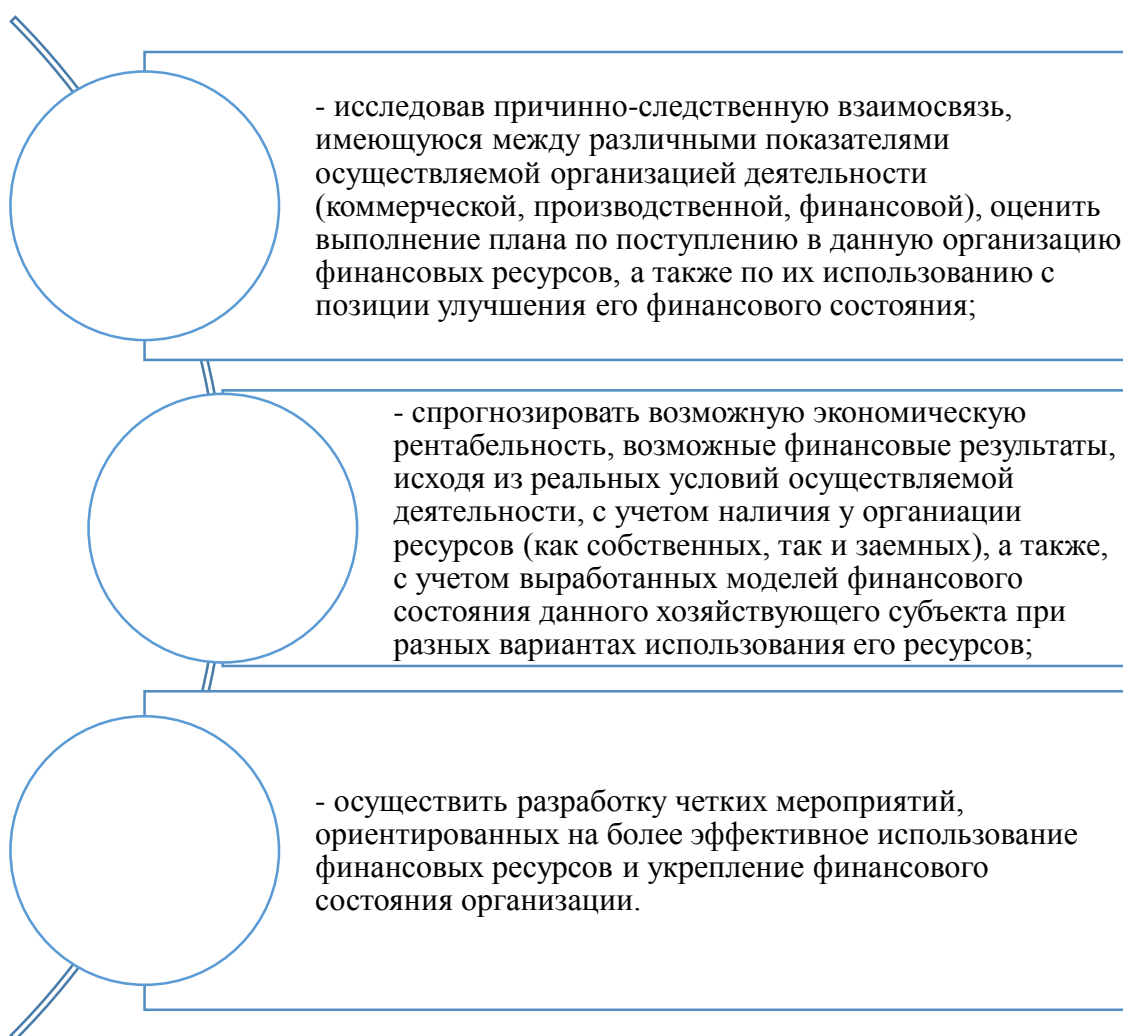 - исследовав причинно-следственную взаимосвязь,
имеющуюся между различными показателями
осуществляемой организацией деятельности
(коммерческой, производственной, финансовой), оценить
выполнение плана по поступлению в данную организацию
финансовых ресурсов, а также по их использованию с
позиции улучшения его финансового состояния;
- спрогнозировать возможную экономическую
рентабельность, возможные финансовые результаты,
исходя из реальных условий осуществляемой
деятельности, с учетом наличия у органиации
ресурсов (как собственных, так и заемных), а также,
с учетом выработанных моделей финансового
состояния данного хозяйствующего субъекта при
разных вариантах использования его ресурсов;
- осуществить разработку четких мероприятий,
ориентированных на более эффективное использование
финансовых ресурсов и укрепление финансового
состояния организации.